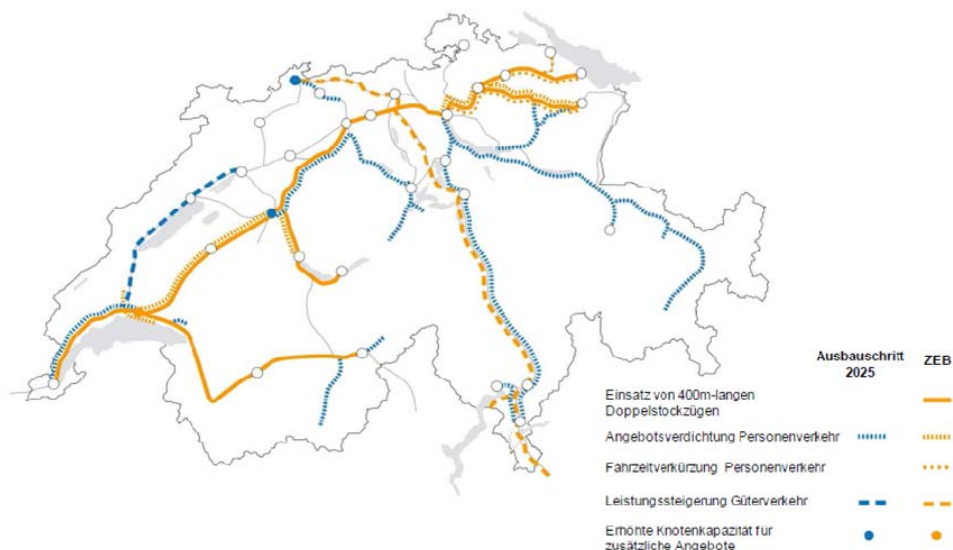 Ausbauschritt ZEB
2025
Einsatz von 400m-langen
Doppelstockzügen
Angebotsverdichtung Personenverkehr
Fahrzeitverkürzung Personenverkehr
Leistungssteigerung Güterverkehr
Erhöhte Knotenkapazität für
zusätzliche Angebote